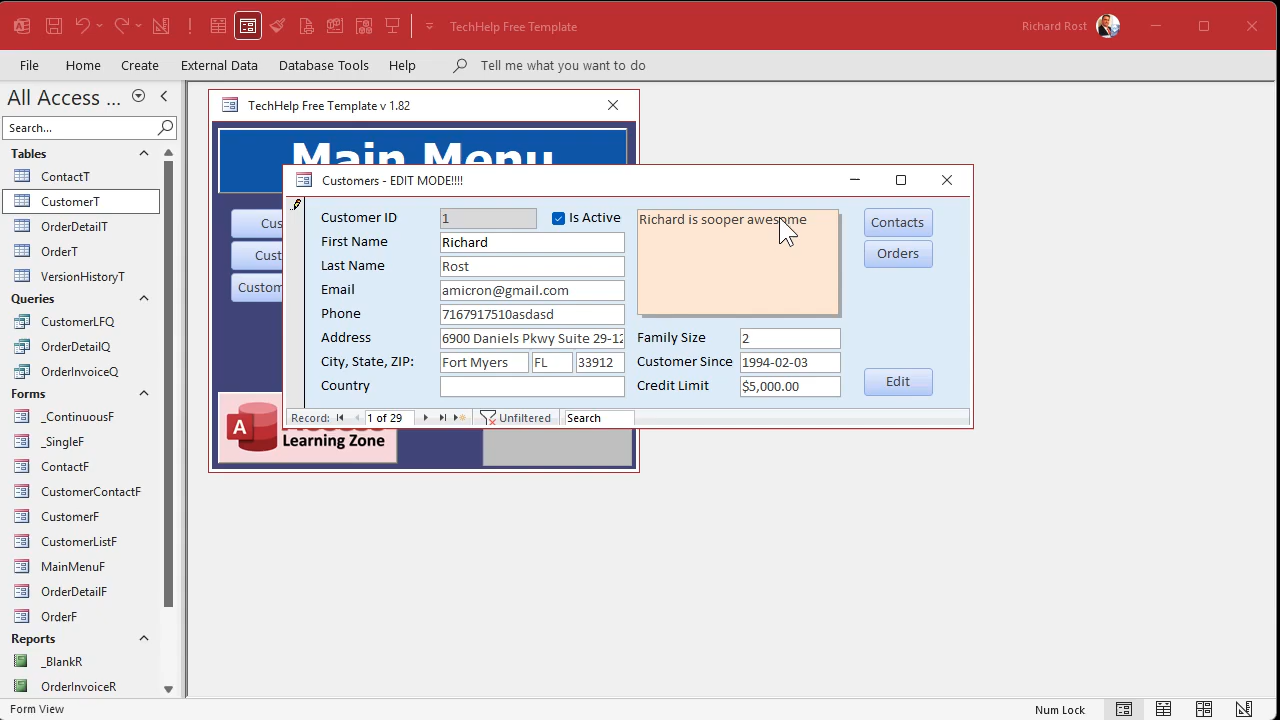 TechHelp Free Template
Richard Rost
File Home Create External Data Database Tools Help Tell me what you want to do
All Access ...
Search...
Tables
ContactT
CustomerT
OrderDetailT
OrderT
VersionHistoryT
Queries
CustomerLFQ
OrderDetailQ
OrderInvoiceQ
Forms
_ContinuousF
_SingleF
ContactF
CustomerContactF
CustomerF
CustomerListF
MainMenuF
OrderDetailF
OrderF
Reports
_BlankR
OrderInvoiceR
TechHelp Free Template v 1.82
Main Menu
Cus
Cust
Custom
A
Learning Zone
Customers - EDIT MODE!!!!
Customer ID 1 Is Active
First Name Richard
Last Name Rost
Email amicron@gmail.com
Phone 7167917510asdasd
Address 6900 Daniels Pkwy Suite 29-12
City, State, ZIP: Fort Myers FL 33912
Country
Richard is sooper awesome
Family Size 2
Customer Since 1994-02-03
Credit Limit $5,000.00
Contacts
Orders
Edit
Record: 1 of 29 Unfiltered Search
Form View
Num Lock